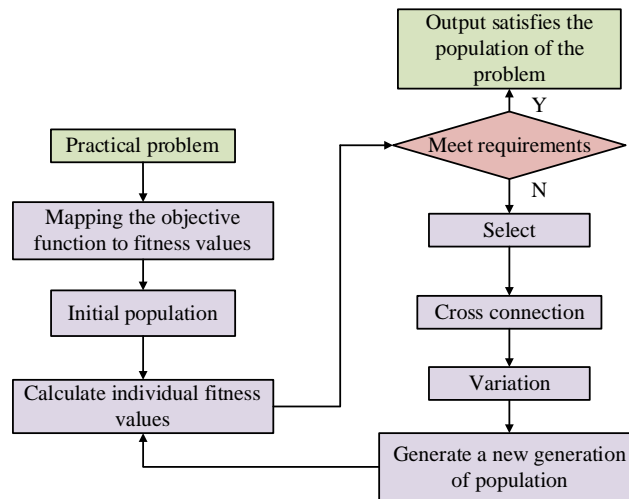 Practical problem
Mapping the objective
function to fitness values
Initial population
Calculate individual fitness
values
Output satisfies the
population of the
problem
Y
Meet requirements
N
Select
Cross connection
Variation
Generate a new generation
of population